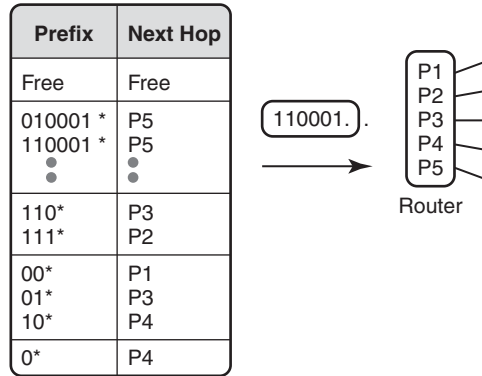 Prefix Next Hop
Free Free
010001 * P5
110001 * P5
110* P3
111* P2
00* P1
01* P3
10* P4
0* P4
110001. .
P1
P2
P3
P4
P5
Router